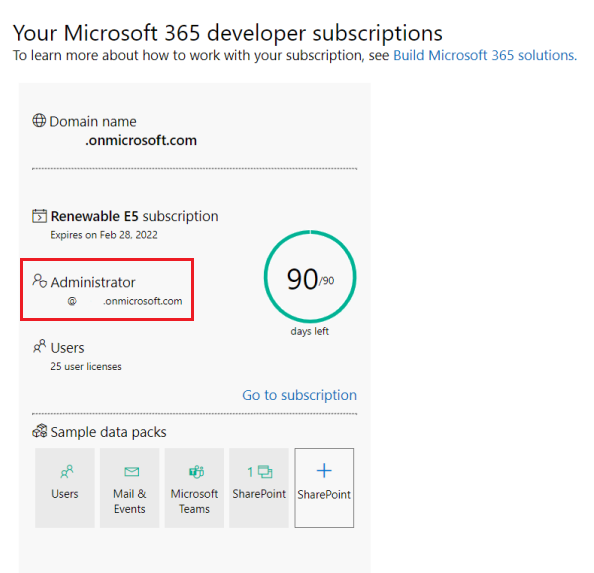 Your Microsoft 365 developer subscriptions
To learn more about how to work with your subscription, see Build Microsoft 365 solutions.
Domain name
.onmicrosoft.com
Renewable E5 subscription
Expires on Feb 28, 2022
90/90
days left
Administrator
@ .onmicrosoft.com
Users
25 user licenses
Go to subscription
Sample data packs
Users
Mail &
Events
Microsoft
Teams
1
SharePoint
SharePoint